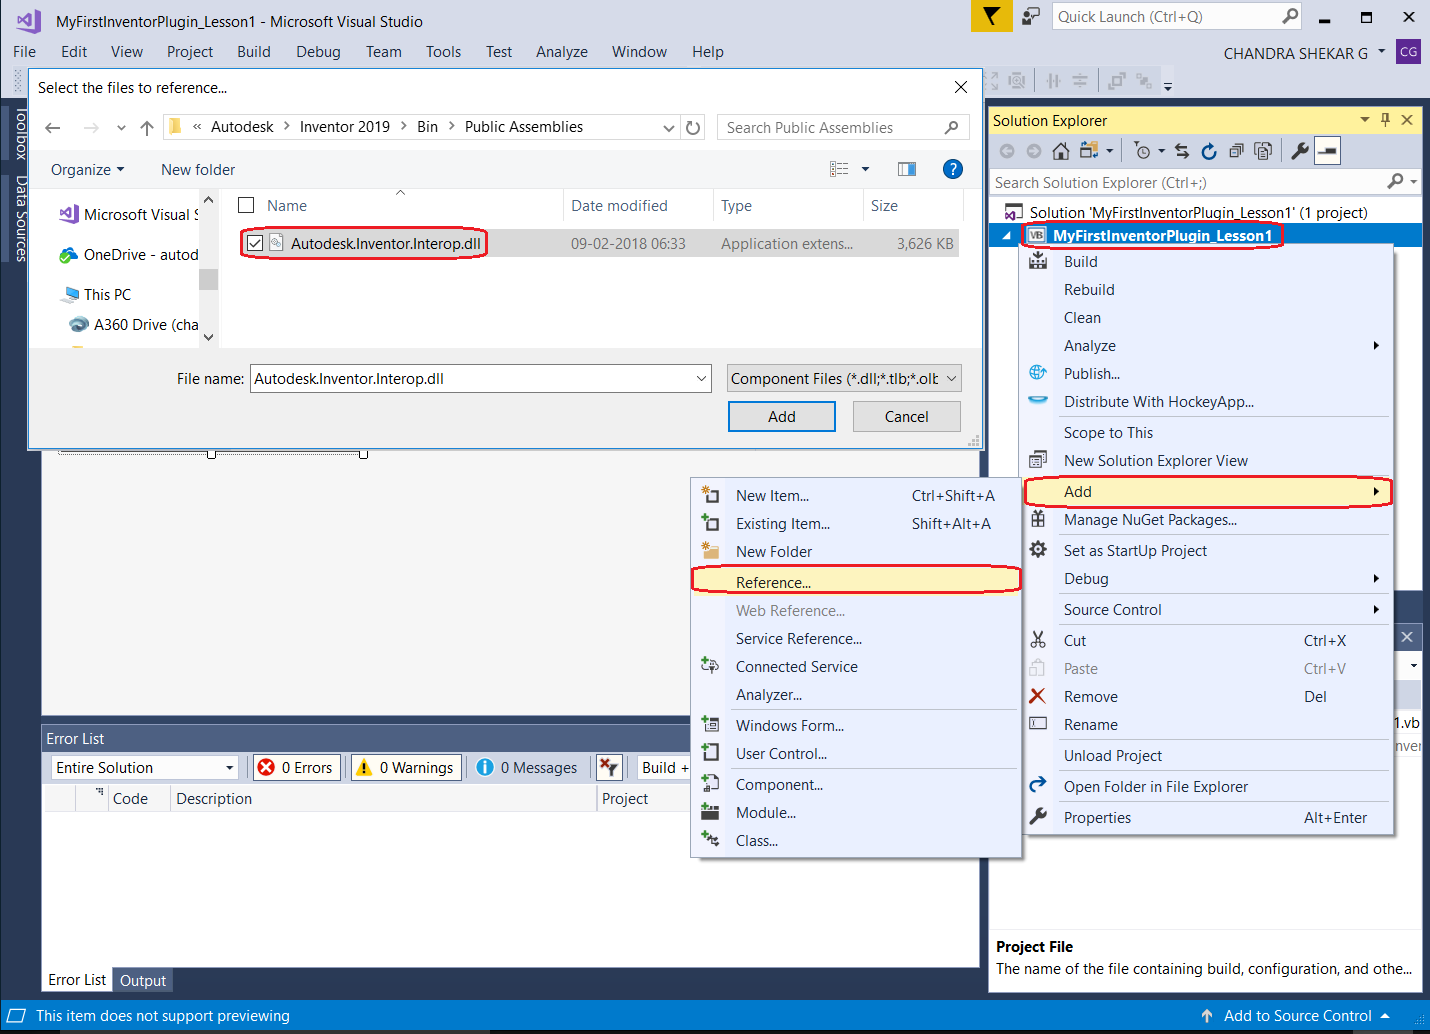 MyFirstInventorPlugin_Lesson1 - Microsoft Visual Studio
Quick Launch (Ctrl+Q)
File Edit View Project Build Debug Team Tools Test Analyze Window Help
CHANDRA SHEKAR G CG
Select the files to reference...
« Autodesk > Inventor 2019 > Bin > Public Assemblies
Search Public Assemblies
Organize New folder
?
Microsoft Visual S
OneDrive - autod
This PC
A360 Drive (cha
Name Date modified Type Size
Autodesk.Inventor.Interop.dll 09-02-2018 06:33 Application extens... 3,626 KB
File name: Autodesk.Inventor.Interop.dll
Component Files (*.dll;*.tlb;*.olb
Add Cancel
Toolbox
Data Sources
Solution Explorer
Search Solution Explorer (Ctrl+;)
Solution 'MyFirstInventorPlugin_Lesson1' (1 project)
VB MyFirstInventorPlugin_Lesson1
Build
Rebuild
Clean
Analyze
Publish...
Distribute With HockeyApp...
Scope to This
New Solution Explorer View
Add
Manage NuGet Packages...
Set as StartUp Project
Debug
Source Control
Cut Ctrl+X
Paste Ctrl+V
Remove Del
Rename
Unload Project
Open Folder in File Explorer
Properties Alt+Enter
New Item... Ctrl+Shift+A
Existing Item... Shift+Alt+A
New Folder
Reference...
Web Reference...
Service Reference...
Connected Service
Analyzer...
Windows Form...
User Control...
Component...
Module...
Class...
1.vb
nver
Error List
Entire Solution 0 Errors 0 Warnings 0 Messages Build +
Code Description Project
Error List Output
Project File
The name of the file containing build, configuration, and othe...
This item does not support previewing
Add to Source Control